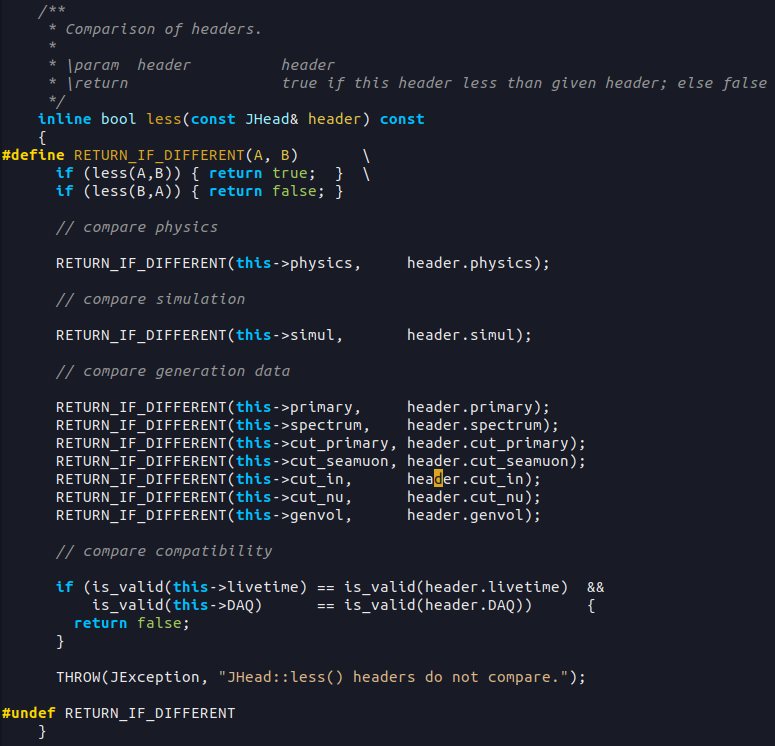 /**
 * Comparison of headers.
 *
 * \param  header          header
 * \return                 true if this header less than given header; else false
 */
inline bool less(const JHead& header) const
{
#define RETURN_IF_DIFFERENT(A, B)       \
  if (less(A,B)) { return true;  }  \
  if (less(B,A)) { return false; }
  // compare physics
  RETURN_IF_DIFFERENT(this->physics,     header.physics);
  // compare simulation
  RETURN_IF_DIFFERENT(this->simul,       header.simul);
  // compare generation data
  RETURN_IF_DIFFERENT(this->primary,     header.primary);
  RETURN_IF_DIFFERENT(this->spectrum,    header.spectrum);
  RETURN_IF_DIFFERENT(this->cut_primary, header.cut_primary);
  RETURN_IF_DIFFERENT(this->cut_seamuon, header.cut_seamuon);
  RETURN_IF_DIFFERENT(this->cut_in,      header.cut_in);
  RETURN_IF_DIFFERENT(this->cut_nu,      header.cut_nu);
  RETURN_IF_DIFFERENT(this->genvol,      header.genvol);
  // compare compatibility
  if (is_valid(this->livetime) == is_valid(header.livetime)  &&
      is_valid(this->DAQ)      == is_valid(header.DAQ))      {
    return false;
  }
  THROW(JException, "JHead::less() headers do not compare.");
#undef RETURN_IF_DIFFERENT
}